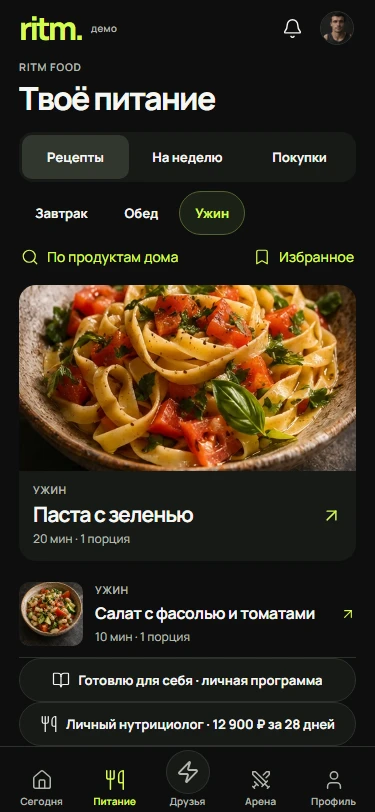 ritm. демо
RITM FOOD
Твоё питание
Рецепты На неделю Покупки
Завтрак Обед Ужин
По продуктам дома Избранное
УЖИН
Паста с зеленью
20 мин · 1 порция
УЖИН
Салат с фасолью и томатами
10 мин · 1 порция
Готовлю для себя · личная программа
Личный нутрициолог · 12 900 ₽ за 28 дней
Сегодня Питание Друзья Арена Профиль